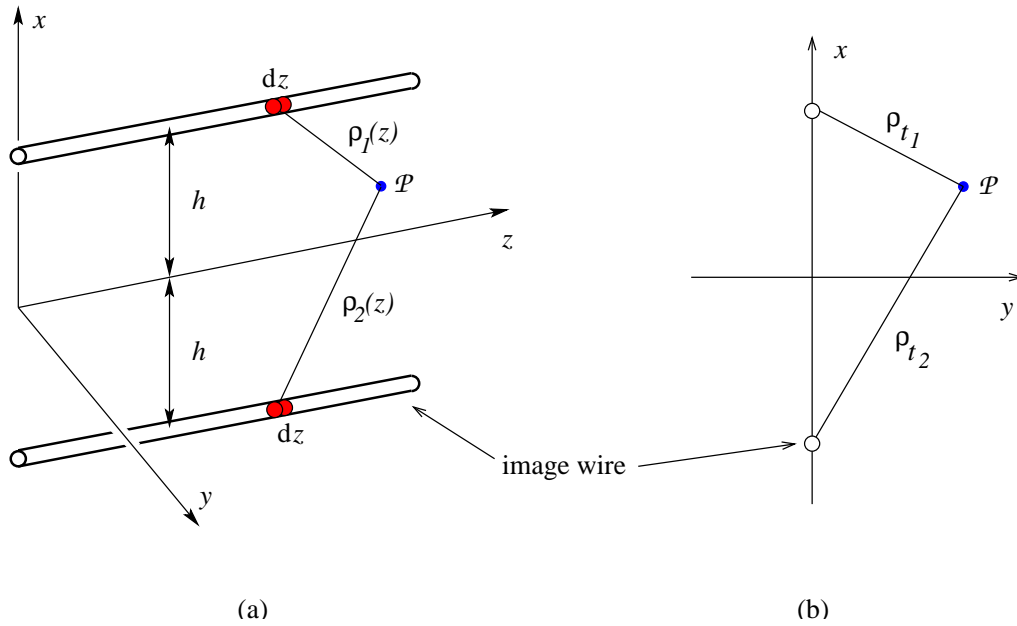 x
dz
ρ1(z)
P
h
z
ρ2(z)
h
dz
y
image wire
(a)
x
ρt1
P
y
ρt2
(b)